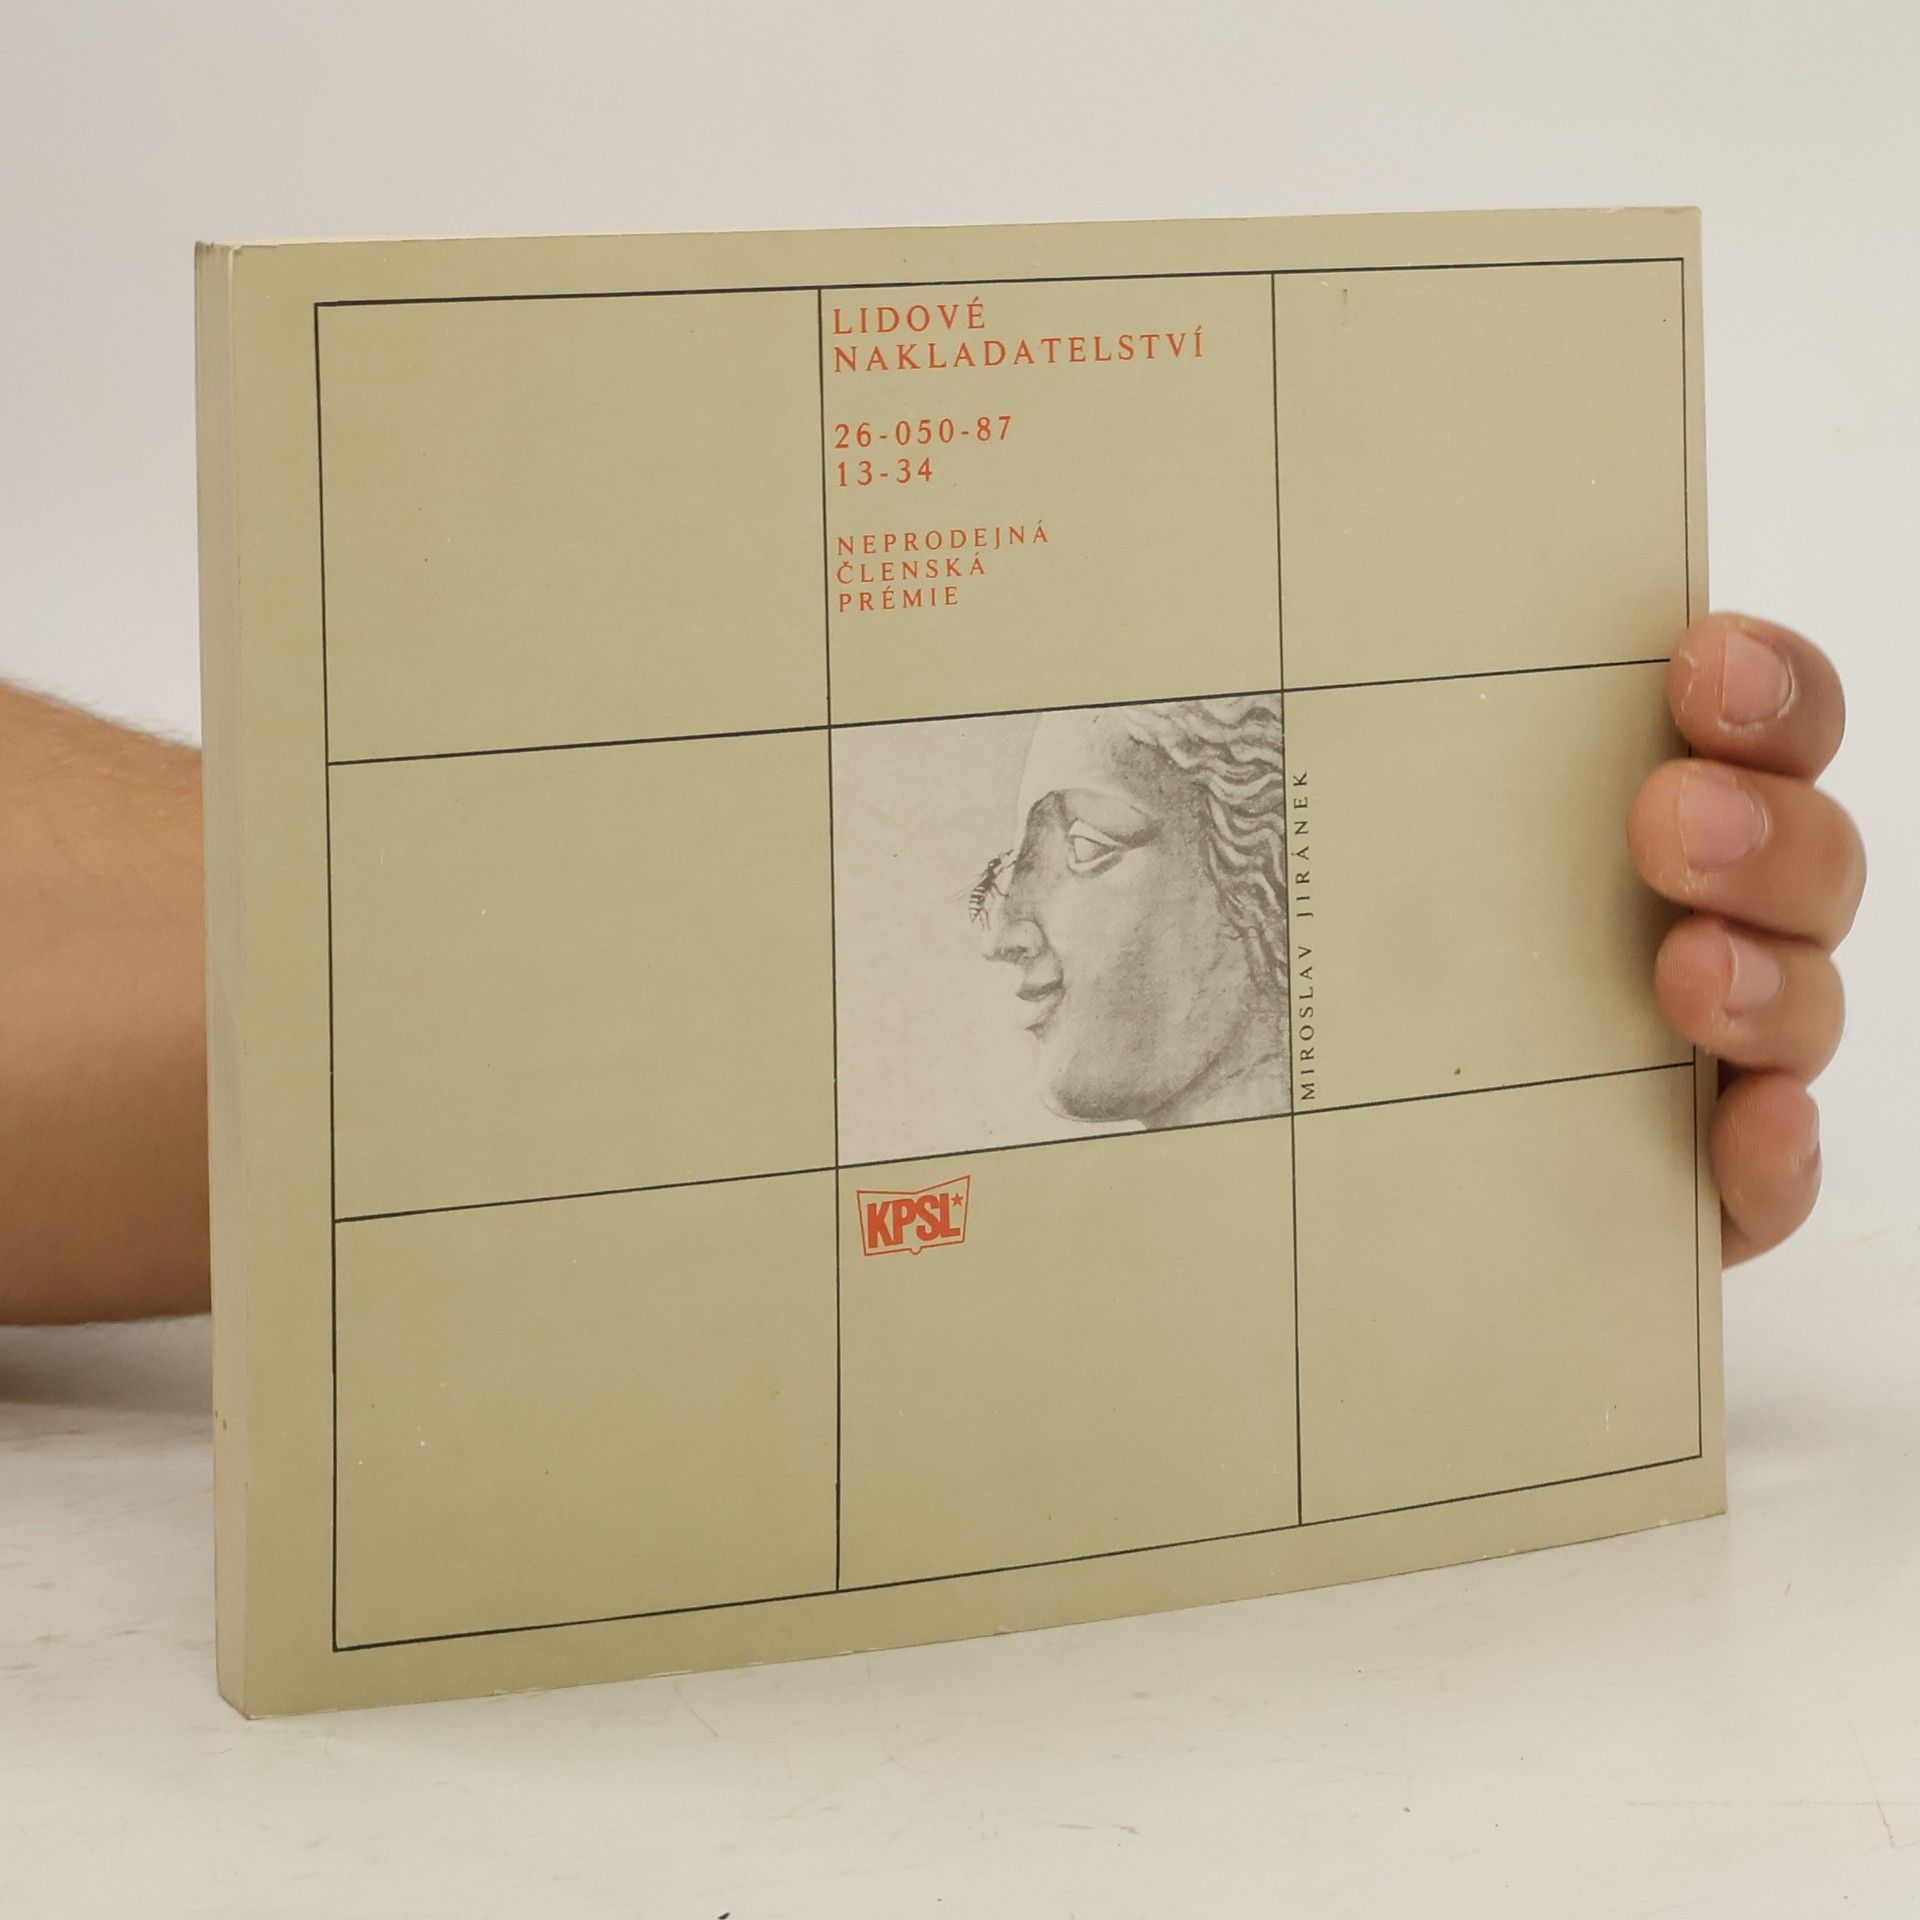 LIDOVÉ
NAKLADATELSTVÍ
26-050-87
13-34
NEPRODEJNÁ
ČLENSKÁ
PRÉMIE
MIROSLAV JIRÁNEK
KPSL